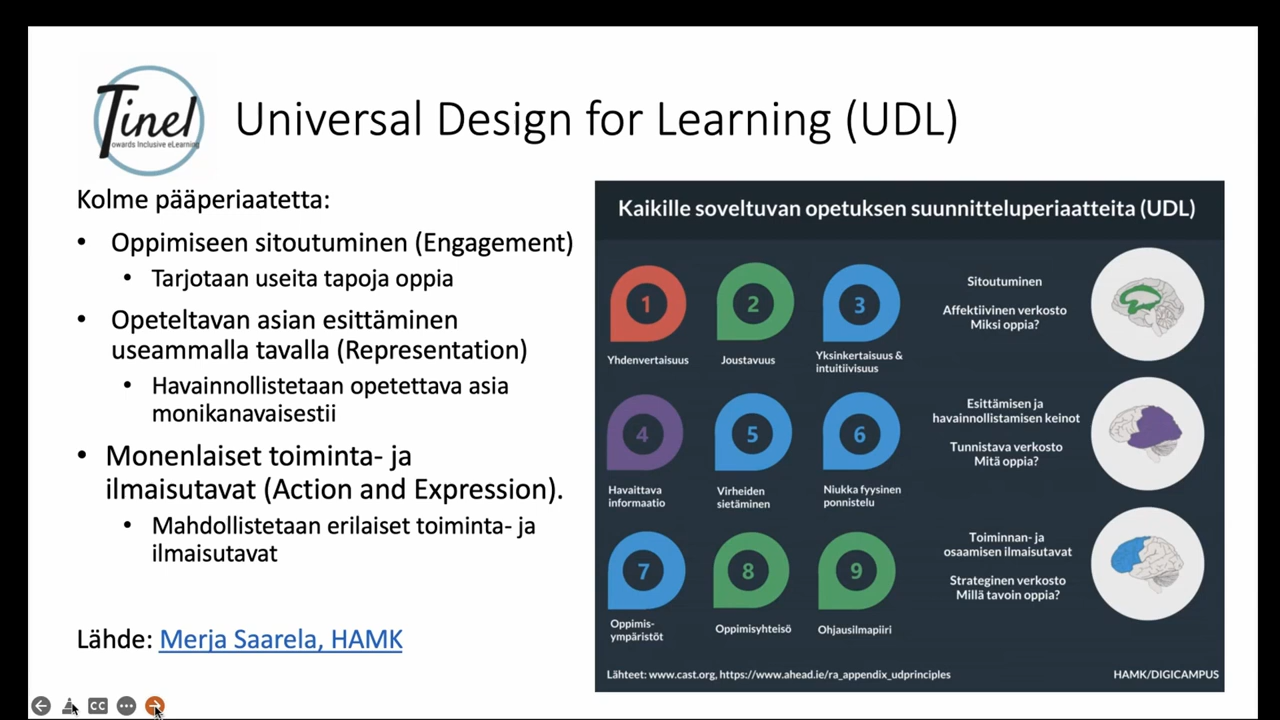 Tinel
Towards Inclusive eLearning
Universal Design for Learning (UDL)
Kolme pääperiaatetta:
• Oppimiseen sitoutuminen (Engagement)
• Tarjotaan useita tapoja oppia
• Opeteltavan asian esittäminen
useammalla tavalla (Representation)
• Havainnollistetaan opetettava asia
monikanavaisestii
• Monenlaiset toiminta- ja
ilmaisutavat (Action and Expression).
• Mahdollistetaan erilaiset toiminta- ja
ilmaisutavat
Lähde: Merja Saarela, HAMK
Kaikille soveltuvan opetuksen suunnitteluperiaatteita (UDL)
1
Yhdenvertaisuus
2
Joustavuus
3
Yksinkertaisuus &
intuitiivisuus
Sitoutuminen
Affektiivinen verkosto
Miksi oppia?
4
Havaittava
informaatio
5
Virheiden
sietäminen
6
Niukka fyysinen
ponnistelu
Esittämisen ja
havainnollistamisen keinot
Tunnistava verkosto
Mitä oppia?
7
Oppimis-
ympäristöt
8
Oppimisyhteisö
9
Ohjausilmapiiri
Toiminnan- ja
osaamisen ilmaisutavat
Strateginen verkosto
Millä tavoin oppia?
Lähteet: www.cast.org, https://www.ahead.ie/ra_appendix_udprinciples
HAMK/DIGICAMPUS
CC